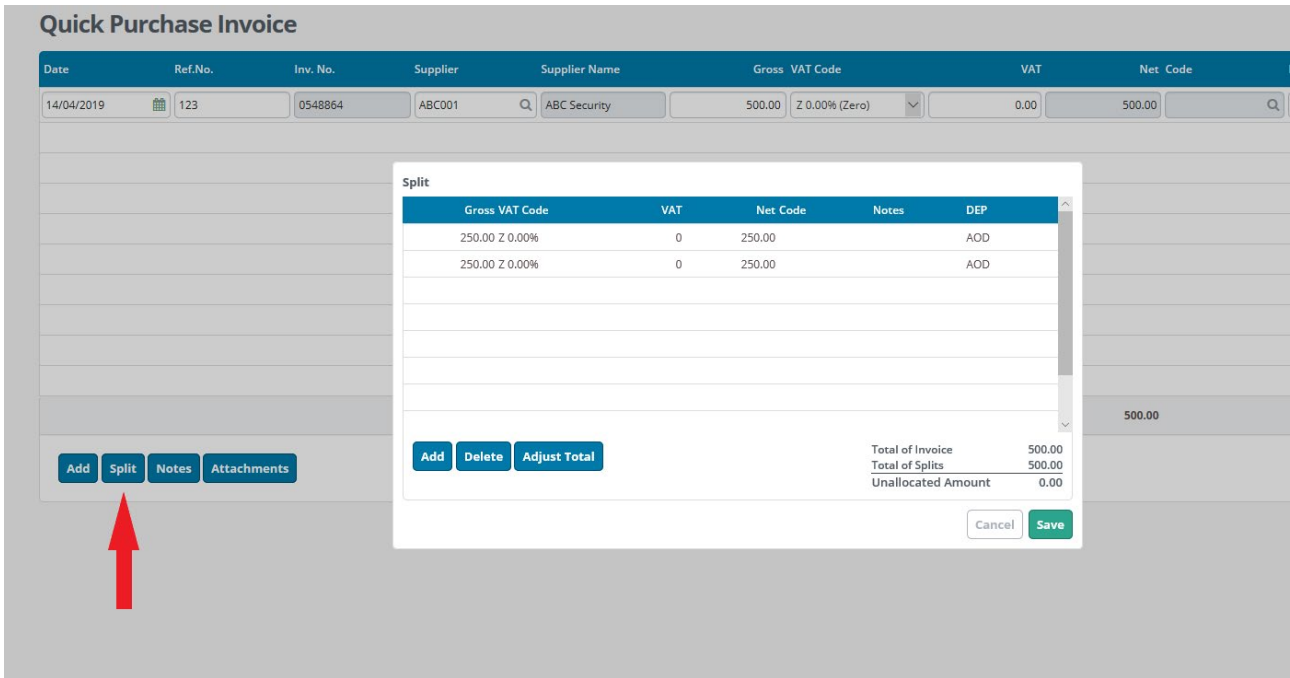 Quick Purchase Invoice
Date Ref.No. Inv. No. Supplier Supplier Name Gross VAT Code VAT Net Code
14/04/2019 123 0548864 ABC001 ABC Security 500.00 Z 0.00% (Zero) 0.00 500.00
Split
Gross VAT Code VAT Net Code Notes DEP
250.00 Z 0.00% 0 250.00 AOD
250.00 Z 0.00% 0 250.00 AOD
500.00
Add Delete Adjust Total
Total of Invoice 500.00
Total of Splits 500.00
Unallocated Amount 0.00
Add Split Notes Attachments
Cancel Save